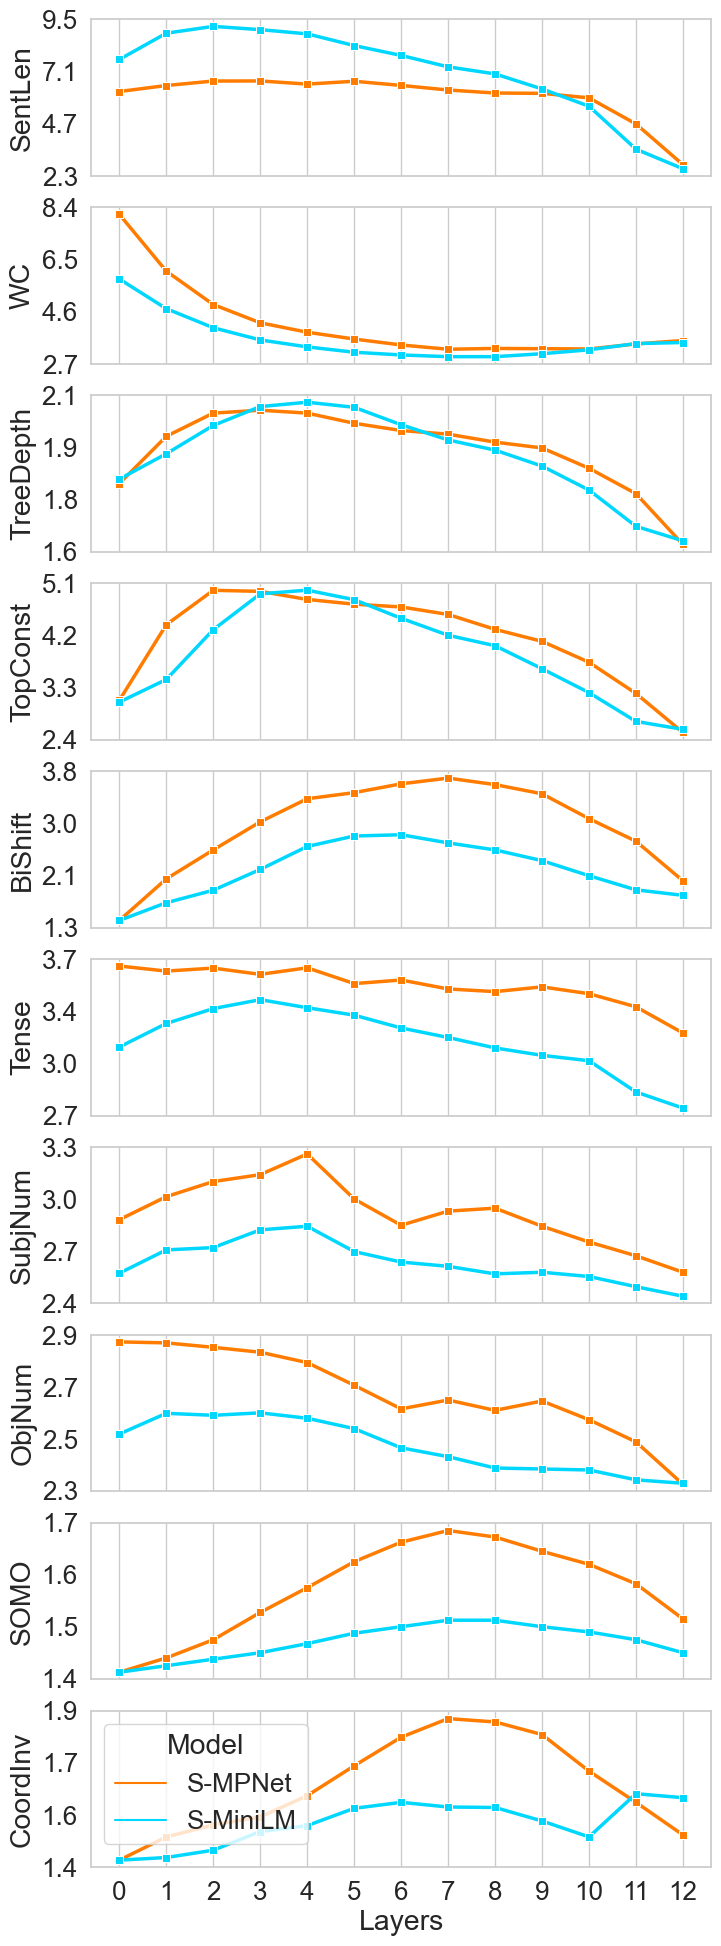 9.5
7.1
4.7
2.3
SentLen
8.4
6.5
4.6
2.7
WC
2.1
1.9
1.8
1.6
TreeDepth
5.1
4.2
3.3
2.4
TopConst
3.8
3.0
2.1
1.3
BiShift
3.7
3.4
3.0
2.7
Tense
3.3
3.0
2.7
2.4
SubjNum
2.9
2.7
2.5
2.3
ObjNum
1.7
1.6
1.5
1.4
SOMO
1.9
1.7
1.6
1.4
CoordInv
Model
S-MPNet
S-MiniLM
0 1 2 3 4 5 6 7 8 9 10 11 12
Layers